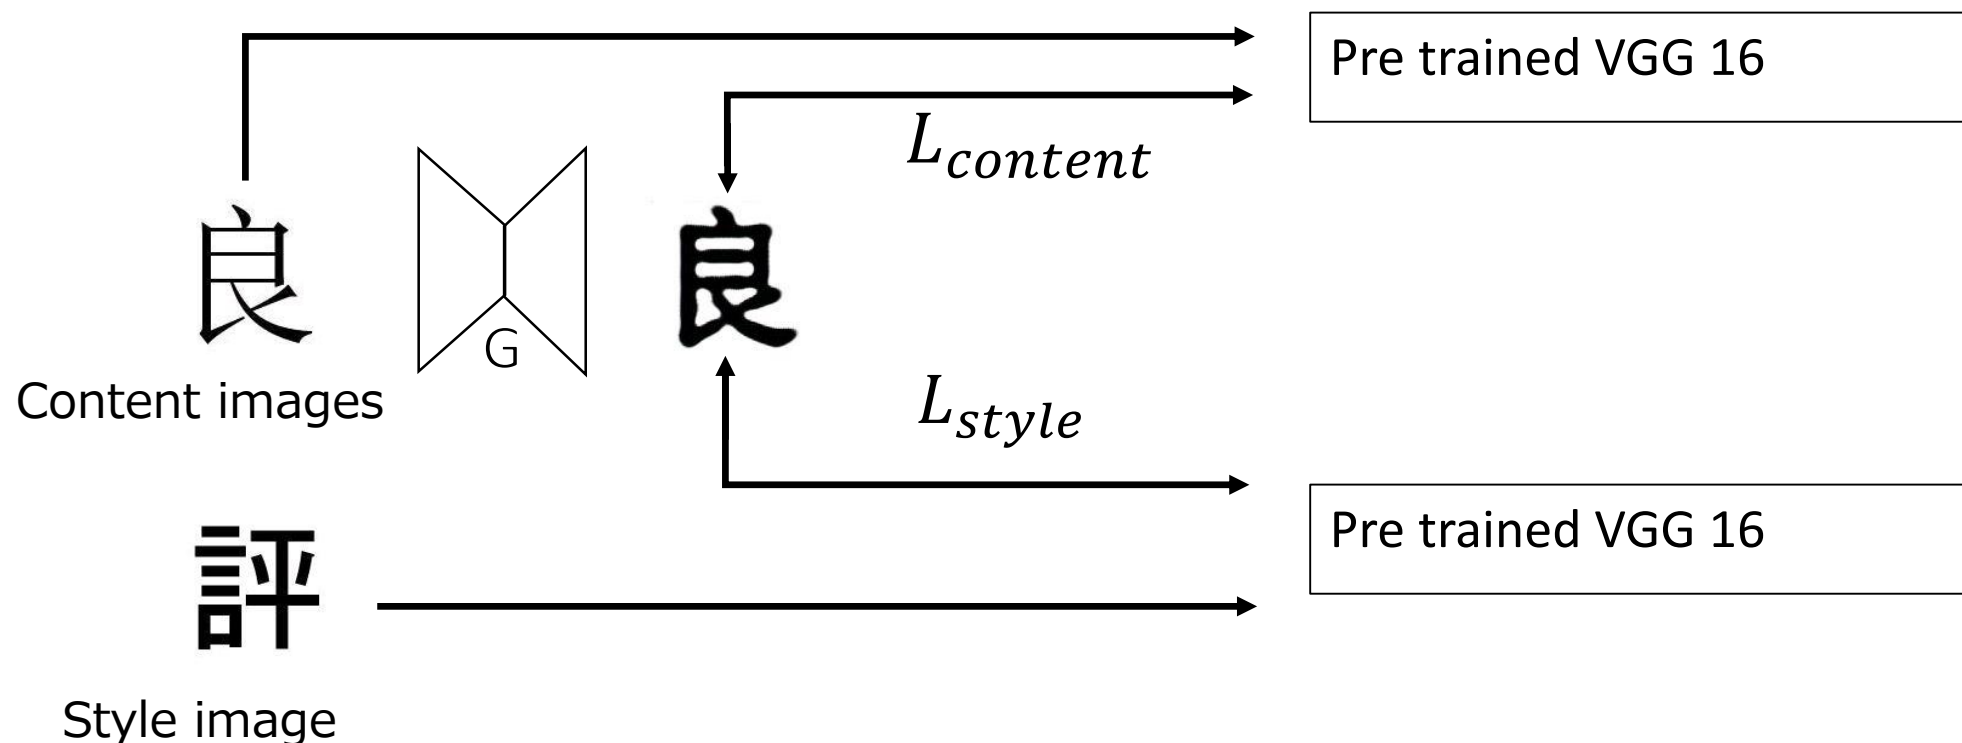 Pre trained VGG 16
L_content
良
G
良
Content images
L_style
Pre trained VGG 16
評
Style image